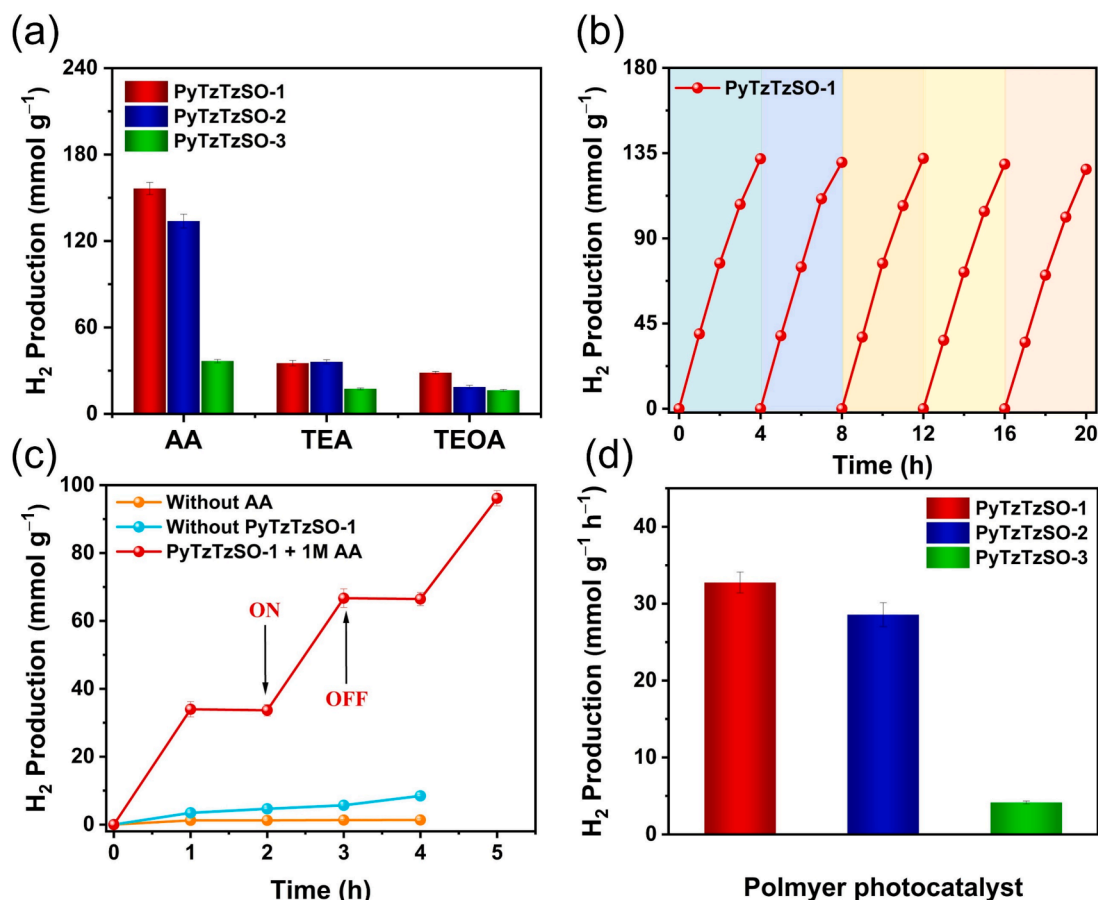 (a)
H₂ Production (mmol g⁻¹)
240
180
120
60
0
PyTzTzSO-1
PyTzTzSO-2
PyTzTzSO-3
AA TEA TEOA
(b)
H₂ Production (mmol g⁻¹)
180
135
90
45
0
PyTzTzSO-1
0 4 8 12 16 20
Time (h)
(c)
H₂ Production (mmol g⁻¹)
100
80
60
40
20
0
Without AA
Without PyTzTzSO-1
PyTzTzSO-1 + 1M AA
ON
OFF
0 1 2 3 4 5
Time (h)
(d)
H₂ Production (mmol g⁻¹ h⁻¹)
40
30
20
10
0
PyTzTzSO-1
PyTzTzSO-2
PyTzTzSO-3
Polmyer photocatalyst